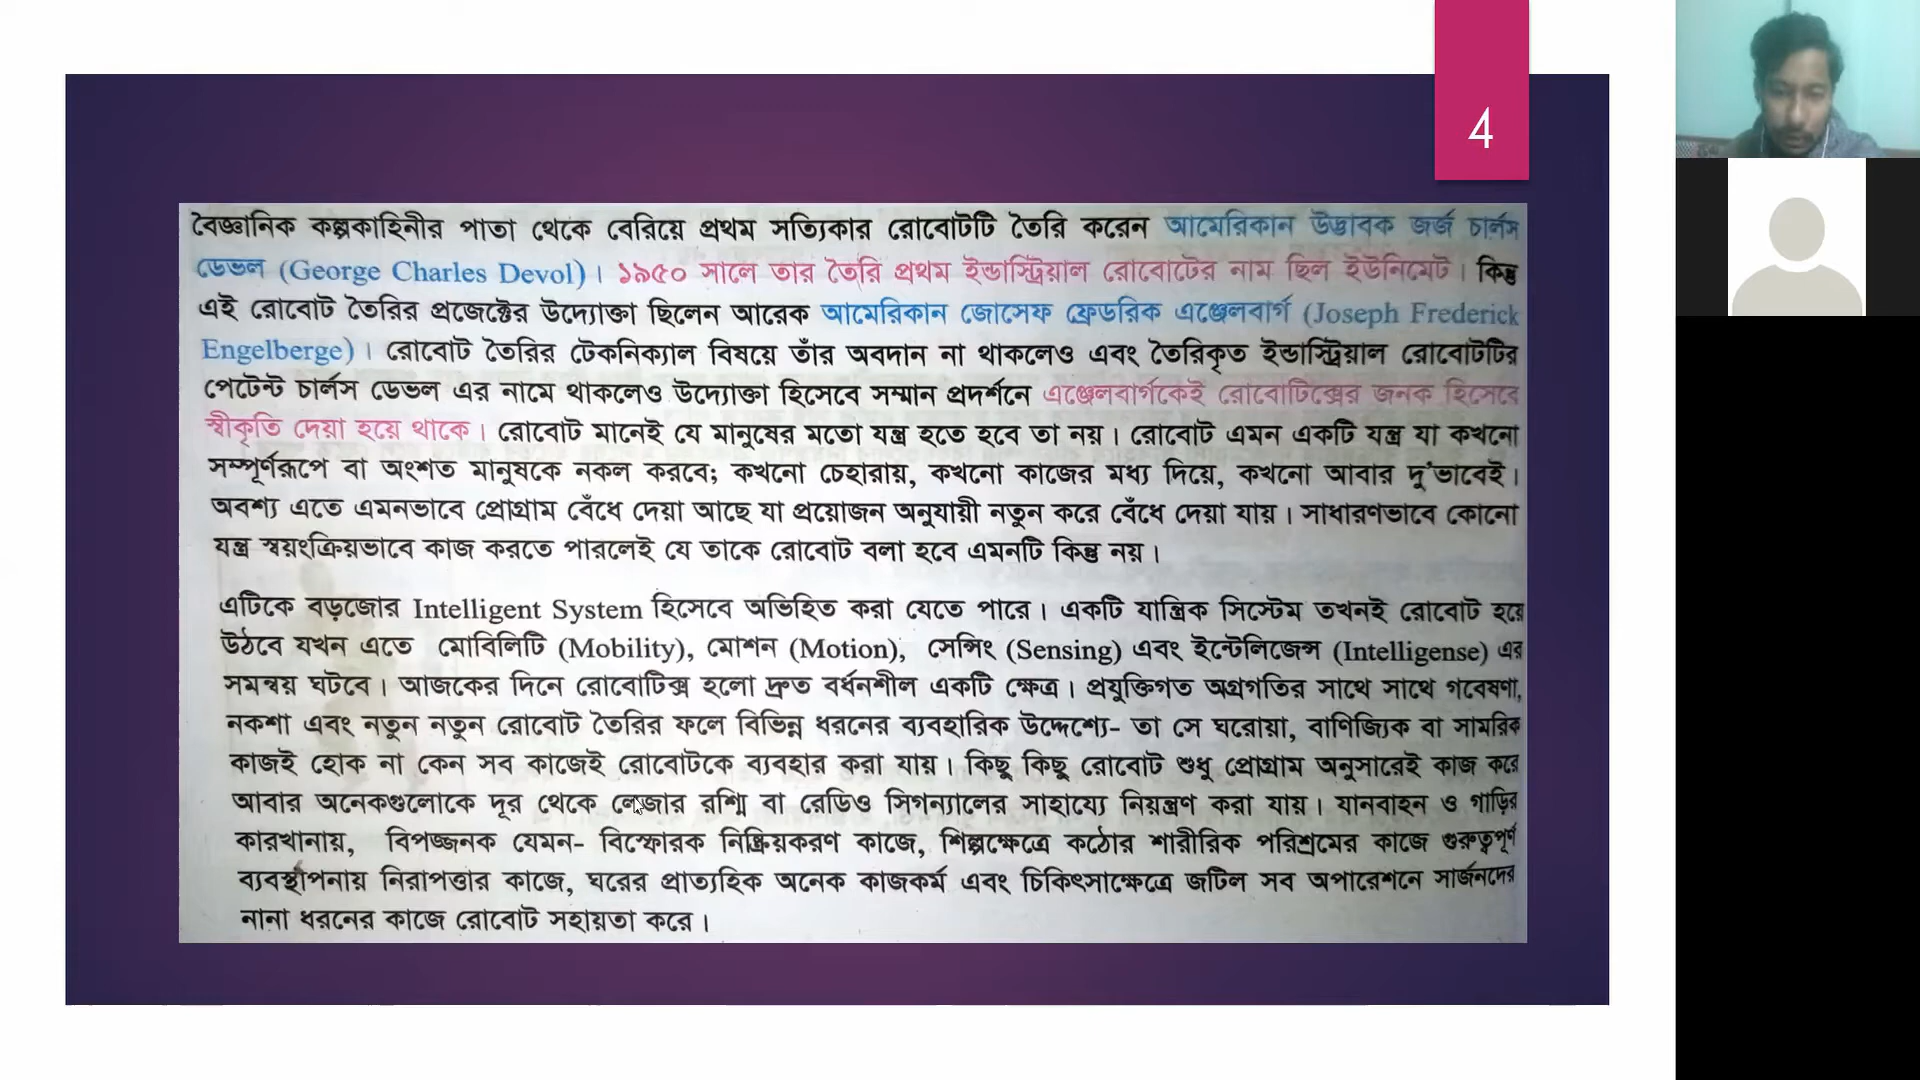 4
বৈজ্ঞানিক কল্পকাহিনীর পাতা থেকে বেরিয়ে প্রথম সত্যিকার রোবোটটি তৈরি করেন আমেরিকান উদ্ভাবক জর্জ চার্লস
ডেভল (George Charles Devol)। ১৯৫০ সালে তার তৈরি প্রথম ইন্ডাস্ট্রিয়াল রোবোটের নাম ছিল ইউনিমেট। কিন্তু
এই রোবোট তৈরির প্রজেক্টের উদ্যোক্তা ছিলেন আরেক আমেরিকান জোসেফ ফ্রেডরিক এঞ্জেলবার্গ (Joseph Frederick
Engelberge)। রোবোট তৈরির টেকনিক্যাল বিষয়ে তাঁর অবদান না থাকলেও এবং তৈরিকৃত ইন্ডাস্ট্রিয়াল রোবোটটির
পেটেন্ট চার্লস ডেভল এর নামে থাকলেও উদ্যোক্তা হিসেবে সম্মান প্রদর্শনে এঞ্জেলবার্গকেই রোবোটিক্সের জনক হিসেবে
স্বীকৃতি দেয়া হয়ে থাকে। রোবোট মানেই যে মানুষের মতো যন্ত্র হতে হবে তা নয়। রোবোট এমন একটি যন্ত্র যা কখনো
সম্পূর্ণরূপে বা অংশত মানুষকে নকল করবে; কখনো চেহারায়, কখনো কাজের মধ্য দিয়ে, কখনো আবার দু'ভাবেই।
অবশ্য এতে এমনভাবে প্রোগ্রাম বেঁধে দেয়া আছে যা প্রয়োজন অনুযায়ী নতুন করে বেঁধে দেয়া যায়। সাধারণভাবে কোনো
যন্ত্র স্বয়ংক্রিয়ভাবে কাজ করতে পারলেই যে তাকে রোবোট বলা হবে এমনটি কিন্তু নয়।
এটিকে বড়জোর Intelligent System হিসেবে অভিহিত করা যেতে পারে। একটি যান্ত্রিক সিস্টেম তখনই রোবোট হয়ে
উঠবে যখন এতে মোবিলিটি (Mobility), মোশন (Motion), সেন্সিং (Sensing) এবং ইন্টেলিজেন্স (Intelligense) এর
সমন্বয় ঘটবে। আজকের দিনে রোবোটিক্স হলো দ্রুত বর্ধনশীল একটি ক্ষেত্র। প্রযুক্তিগত অগ্রগতির সাথে সাথে গবেষণা,
নকশা এবং নতুন নতুন রোবোট তৈরির ফলে বিভিন্ন ধরনের ব্যবহারিক উদ্দেশ্যে- তা সে ঘরোয়া, বাণিজ্যিক বা সামরিক
কাজই হোক না কেন সব কাজেই রোবোটকে ব্যবহার করা যায়। কিছু কিছু রোবোট শুধু প্রোগ্রাম অনুসারেই কাজ করে
আবার অনেকগুলোকে দূর থেকে লেজার রশ্মি বা রেডিও সিগন্যালের সাহায্যে নিয়ন্ত্রণ করা যায়। যানবাহন ও গাড়ির
কারখানায়, বিপজ্জনক যেমন- বিস্ফোরক নিষ্ক্রিয়করণ কাজে, শিল্পক্ষেত্রে কঠোর শারীরিক পরিশ্রমের কাজে গুরুত্বপূর্ণ
ব্যবস্থাপনায় নিরাপত্তার কাজে, ঘরের প্রাত্যহিক অনেক কাজকর্ম এবং চিকিৎসাক্ষেত্রে জটিল সব অপারেশনে সার্জনদের
নানা ধরনের কাজে রোবোট সহায়তা করে।